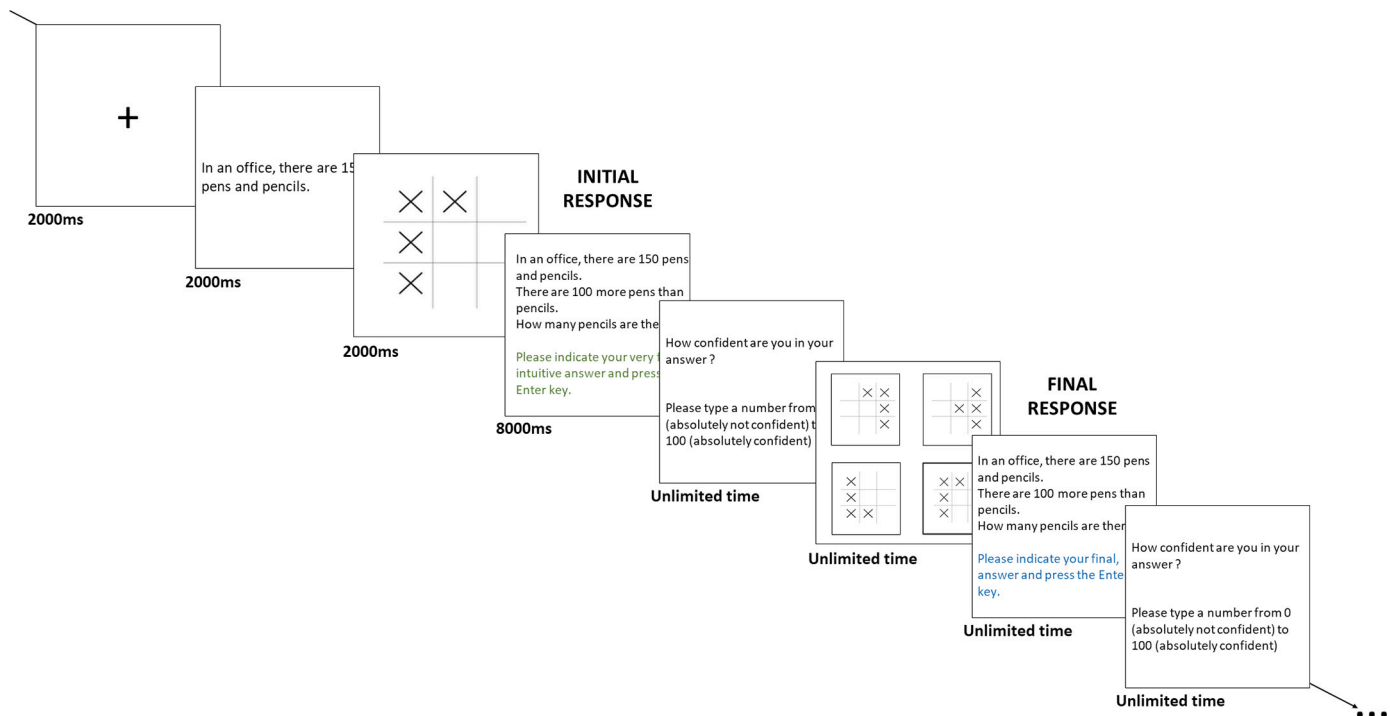 +
2000ms
In an office, there are 15
pens and pencils.
2000ms
2000ms
INITIAL
RESPONSE
In an office, there are 150 pens
and pencils.
There are 100 more pens than
pencils.
How many pencils are the
Please indicate your very f
intuitive answer and press
Enter key.
8000ms
How confident are you in your
answer ?
Please type a number from
(absolutely not confident) t
100 (absolutely confident)
Unlimited time
Unlimited time
FINAL
RESPONSE
In an office, there are 150 pens
and pencils.
There are 100 more pens than
pencils.
How many pencils are ther
Please indicate your final,
answer and press the Ente
key.
Unlimited time
How confident are you in your
answer ?
Please type a number from 0
(absolutely not confident) to
100 (absolutely confident)
Unlimited time
...